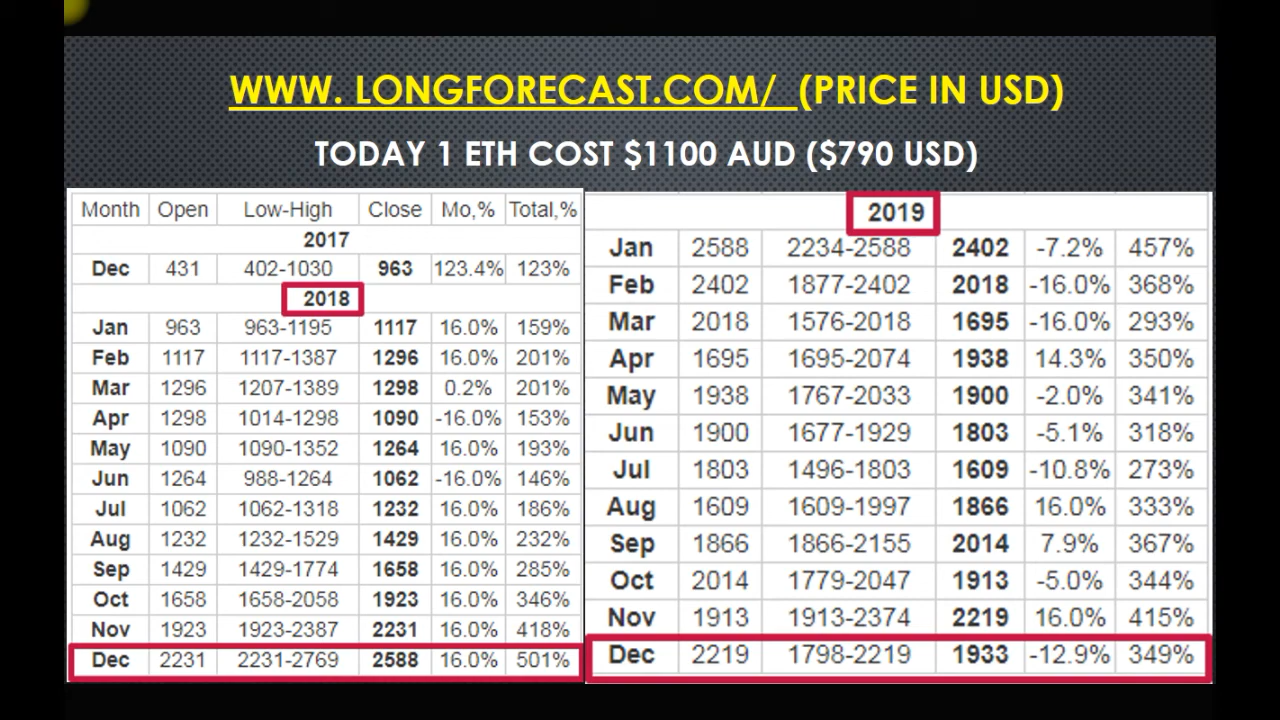 WWW. LONGFORECAST.COM/ (PRICE IN USD)
TODAY 1 ETH COST $1100 AUD ($790 USD)
Month Open Low-High Close Mo,% Total,%
2017
Dec 431 402-1030 963 123.4% 123%
2018
Jan 963 963-1195 1117 16.0% 159%
Feb 1117 1117-1387 1296 16.0% 201%
Mar 1296 1207-1389 1298 0.2% 201%
Apr 1298 1014-1298 1090 -16.0% 153%
May 1090 1090-1352 1264 16.0% 193%
Jun 1264 988-1264 1062 -16.0% 146%
Jul 1062 1062-1318 1232 16.0% 186%
Aug 1232 1232-1529 1429 16.0% 232%
Sep 1429 1429-1774 1658 16.0% 285%
Oct 1658 1658-2058 1923 16.0% 346%
Nov 1923 1923-2387 2231 16.0% 418%
Dec 2231 2231-2769 2588 16.0% 501%
2019
Jan 2588 2234-2588 2402 -7.2% 457%
Feb 2402 1877-2402 2018 -16.0% 368%
Mar 2018 1576-2018 1695 -16.0% 293%
Apr 1695 1695-2074 1938 14.3% 350%
May 1938 1767-2033 1900 -2.0% 341%
Jun 1900 1677-1929 1803 -5.1% 318%
Jul 1803 1496-1803 1609 -10.8% 273%
Aug 1609 1609-1997 1866 16.0% 333%
Sep 1866 1866-2155 2014 7.9% 367%
Oct 2014 1779-2047 1913 -5.0% 344%
Nov 1913 1913-2374 2219 16.0% 415%
Dec 2219 1798-2219 1933 -12.9% 349%